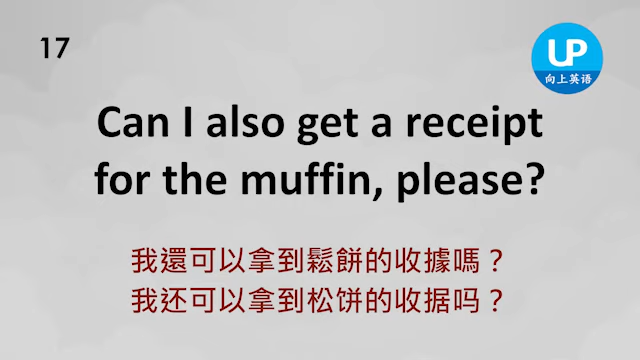 17
UP
向上英语
Can I also get a receipt
for the muffin, please?
我還可以拿到鬆餅的收據嗎？
我还可以拿到松饼的收据吗？